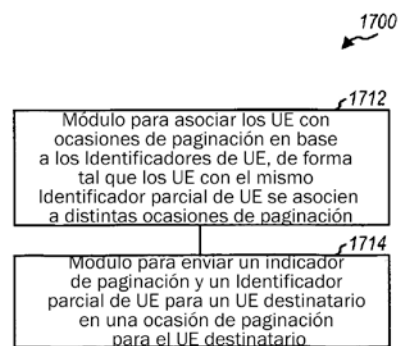 1700
1712
Módulo para asociar los UE con
ocasiones de paginación en base
a los Identificadores de UE, de forma
tal que los UE con el mismo
Identificador parcial de UE se asocien
a distintas ocasiones de paginación
1714
Módulo para enviar un indicador
de paginación y un Identificador
parcial de UE para un UE destinatario
en una ocasión de paginación
para el UE destinatario